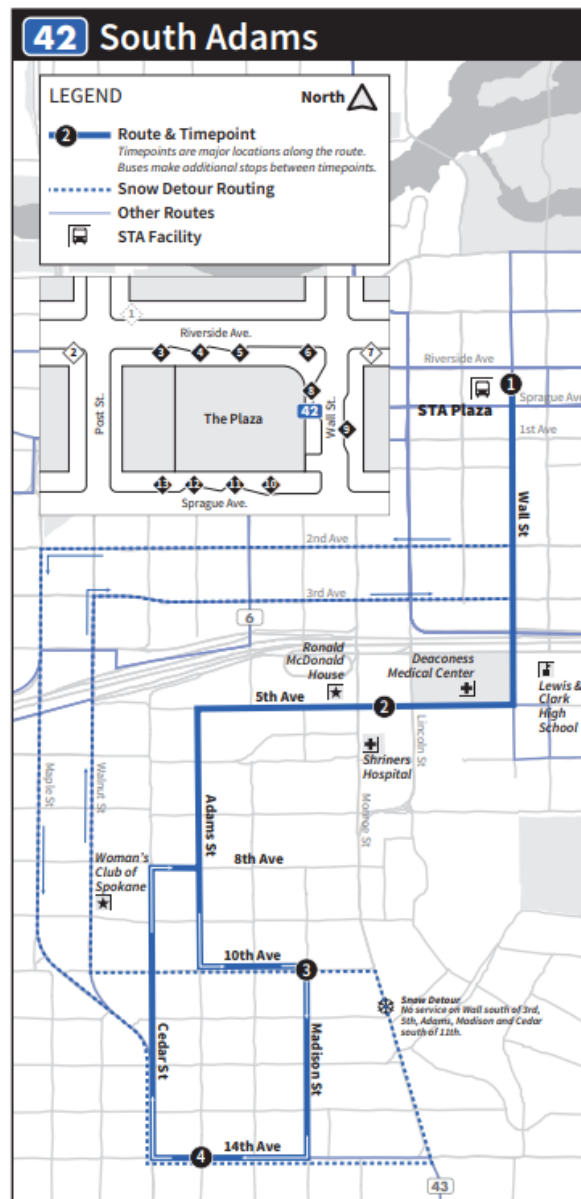 42 South Adams
LEGEND
North
2
Route & Timepoint
Timepoints are major locations along the route.
Buses make additional stops between timepoints.
Snow Detour Routing
Other Routes
STA Facility
1
Riverside Ave.
2
3
4
5
6
7
8
42
9
Post St.
The Plaza
Wall St.
13
12
11
10
Sprague Ave.
Riverside Ave
1
STA Plaza
Sprague Ave
1st Ave
Wall St
2nd Ave
3rd Ave
6
Ronald
McDonald
House
Deaconess
Medical Center
Lewis &
Clark
High
School
5th Ave
2
Shriners
Hospital
Lincoln St
Monroe St
Maple St
Walnut St
Adams St
Woman's
Club of
Spokane
8th Ave
10th Ave
3
Snow Detour
No service on Wall south of 3rd,
5th, Adams, Madison and Cedar
south of 11th.
Cedar St
Madison St
14th Ave
4
43